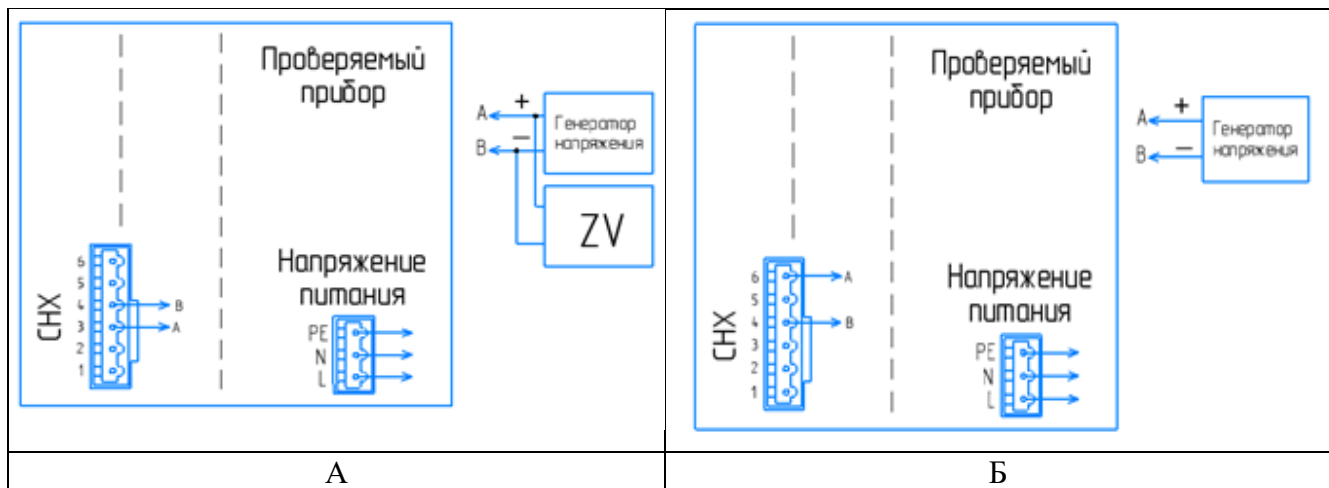 Проверяемый
прибор
A
+
B
−
Генератор
напряжения
ZV
Напряжение
питания
CHX
6
5
4
3
2
1
B
A
PE
N
L
А
Проверяемый
прибор
A
+
B
−
Генератор
напряжения
Напряжение
питания
CHX
6
5
4
3
2
1
A
B
PE
N
L
Б